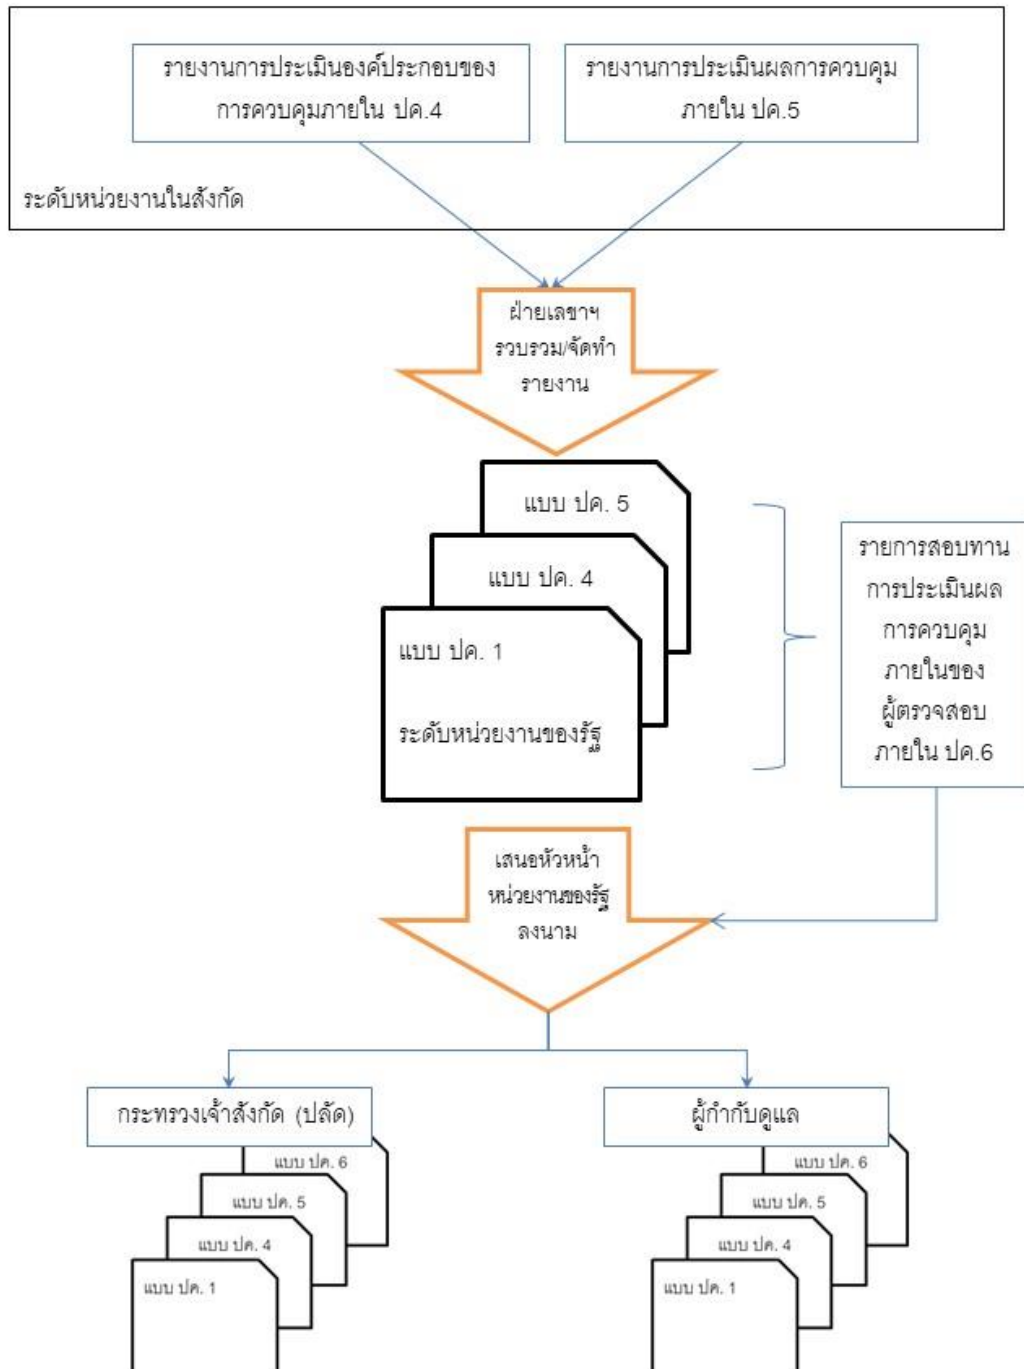 รายงานการประเมินองค์ประกอบของ
การควบคุมภายใน ปค.4
รายงานการประเมินผลการควบคุม
ภายใน ปค.5
ระดับหน่วยงานในสังกัด
ฝ่ายเลขาฯ
รวบรวม/จัดทำ
รายงาน
แบบ ปค. 5
แบบ ปค. 4
แบบ ปค. 1
ระดับหน่วยงานของรัฐ
รายการสอบทาน
การประเมินผล
การควบคุม
ภายในของ
ผู้ตรวจสอบ
ภายใน ปค.6
เสนอหัวหน้า
หน่วยงานของรัฐ
ลงนาม
กระทรวงเจ้าสังกัด (ปลัด)
แบบ ปค. 6
แบบ ปค. 5
แบบ ปค. 4
แบบ ปค. 1
ผู้กำกับดูแล
แบบ ปค. 6
แบบ ปค. 5
แบบ ปค. 4
แบบ ปค. 1